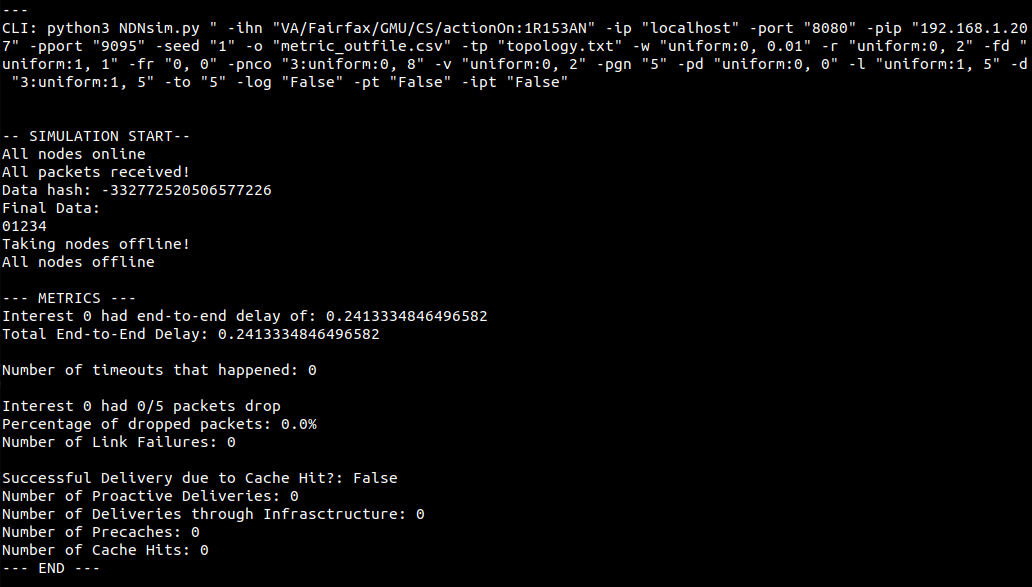 ---
CLI: python3 NDNsim.py " -ihn "VA/Fairfax/GMU/CS/actionOn:1R153AN" -ip "localhost" -port "8080" -pip "192.168.1.20
7" -pport "9095" -seed "1" -o "metric_outfile.csv" -tp "topology.txt" -w "uniform:0, 0.01" -r "uniform:0, 2" -fd "
uniform:1, 1" -fr "0, 0" -pnco "3:uniform:0, 8" -v "uniform:0, 2" -pgn "5" -pd "uniform:0, 0" -l "uniform:1, 5" -d
"3:uniform:1, 5" -to "5" -log "False" -pt "False" -ipt "False"
-- SIMULATION START--
All nodes online
All packets received!
Data hash: -332772520506577226
Final Data:
01234
Taking nodes offline!
All nodes offline
--- METRICS ---
Interest 0 had end-to-end delay of: 0.2413334846496582
Total End-to-End Delay: 0.2413334846496582
Number of timeouts that happened: 0
Interest 0 had 0/5 packets drop
Percentage of dropped packets: 0.0%
Number of Link Failures: 0
Successful Delivery due to Cache Hit?: False
Number of Proactive Deliveries: 0
Number of Deliveries through Infrasctructure: 0
Number of Precaches: 0
Number of Cache Hits: 0
--- END ---